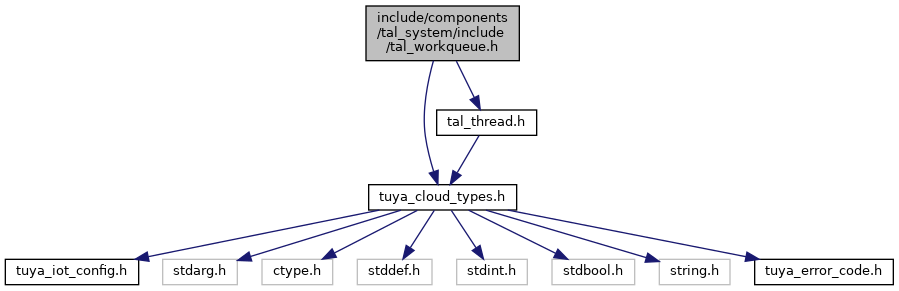 include/components
/tal_system/include
/tal_workqueue.h
tal_thread.h
tuya_cloud_types.h
tuya_iot_config.h
stdarg.h
ctype.h
stddef.h
stdint.h
stdbool.h
string.h
tuya_error_code.h